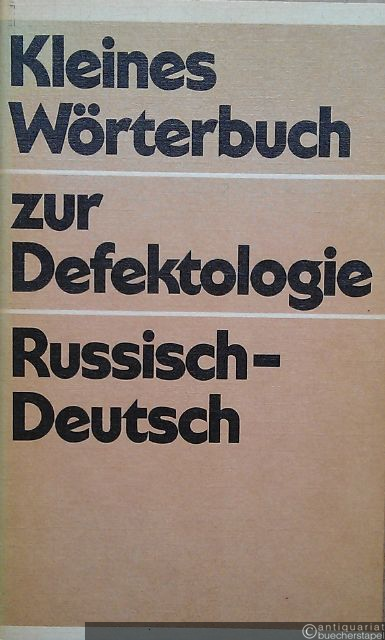 Kleines
Wörterbuch
zur
Defektologie
Russisch-
Deutsch
antiquariat
buecherstapel